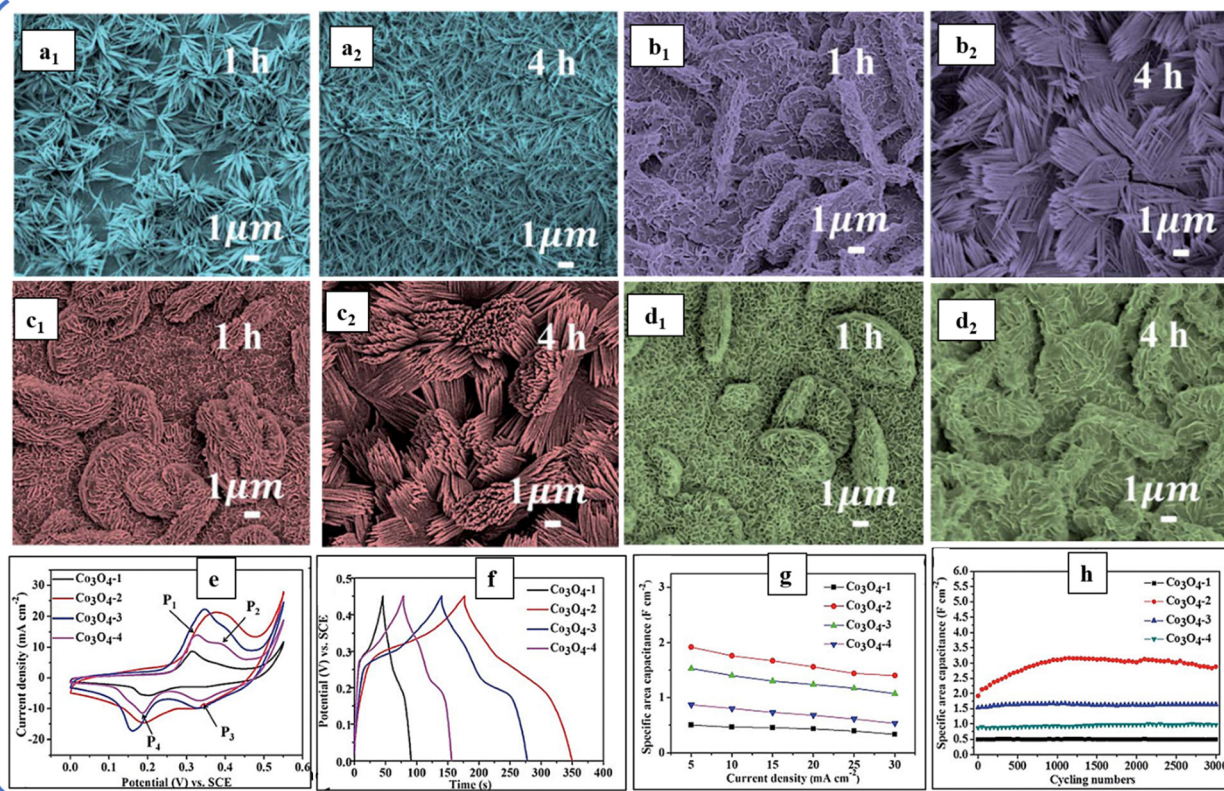 a₁
1 h
1μm
a₂
4 h
1μm
b₁
1 h
1μm
b₂
4 h
1μm
c₁
1 h
1μm
c₂
4 h
1μm
d₁
1 h
1μm
d₂
4 h
1μm
e
Co₃O₄-1
Co₃O₄-2
Co₃O₄-3
Co₃O₄-4
P₁
P₂
P₃
P₄
30
20
10
0
-10
-20
Current density (mA cm⁻²)
0.0 0.1 0.2 0.3 0.4 0.5 0.6
Potential (V) vs. SCE
f
Co₃O₄-1
Co₃O₄-2
Co₃O₄-3
Co₃O₄-4
0.5
0.4
0.3
0.2
0.1
0.0
Potential (V) vs. SCE
0 50 100 150 200 250 300 350 400
Time (s)
g
Co₃O₄-1
Co₃O₄-2
Co₃O₄-3
Co₃O₄-4
3
2
1
0
Specific area capacitance (F cm⁻²)
5 10 15 20 25 30
Current density (mA cm⁻²)
h
Co₃O₄-1
Co₃O₄-2
Co₃O₄-3
Co₃O₄-4
6.0
5.5
5.0
4.5
4.0
3.5
3.0
2.5
2.0
1.5
1.0
0.5
0.0
Specific area capacitance (F cm⁻²)
0 500 1000 1500 2000 2500 3000
Cycling numbers